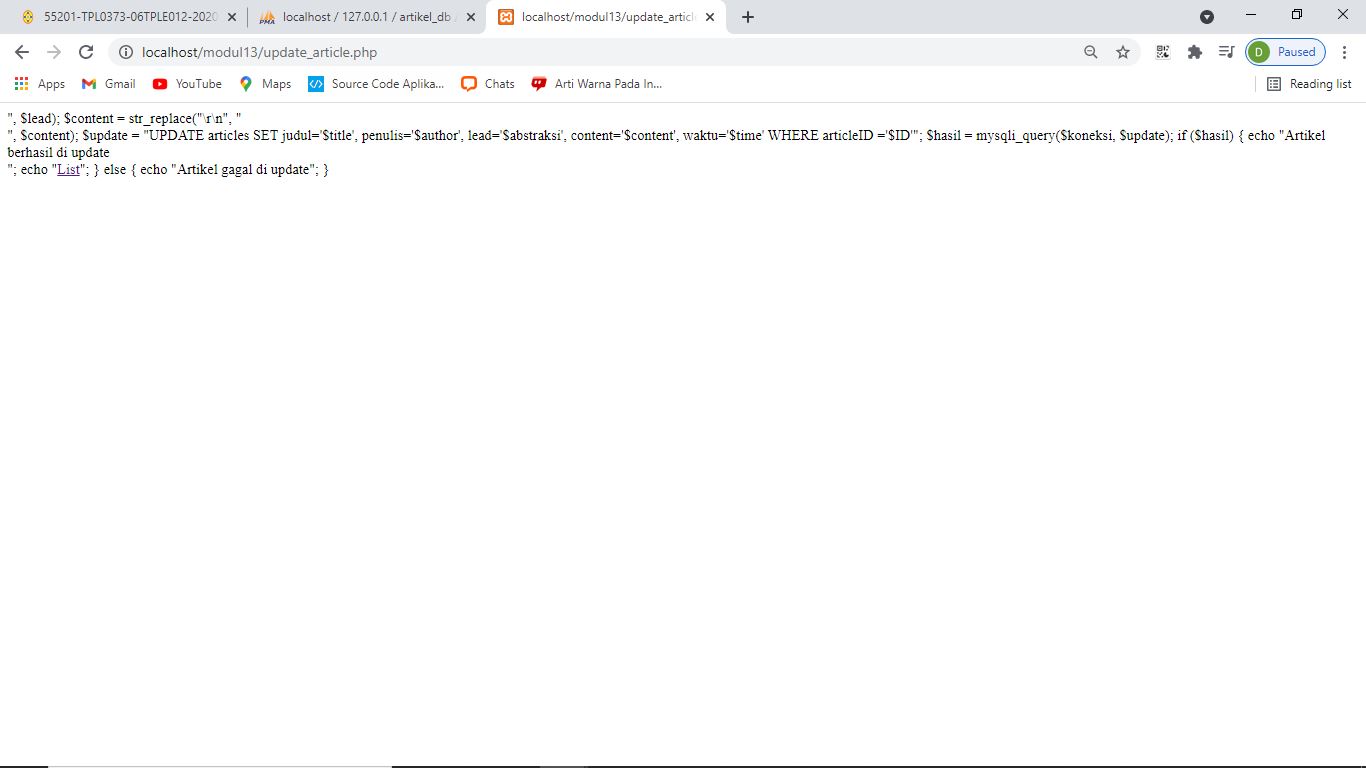 55201-TPL0373-06TPLE012-2020
localhost / 127.0.0.1 / artikel_db
localhost/modul13/update_article
localhost/modul13/update_article.php
D Paused
Apps Gmail YouTube Maps Source Code Aplika... Chats Arti Warna Pada In... Reading list
", $lead); $content = str_replace("\r\n", "
", $content); $update = "UPDATE articles SET judul='$title', penulis='$author', lead='$abstraksi', content='$content', waktu='$time' WHERE articleID ='$ID'"; $hasil = mysqli_query($koneksi, $update); if ($hasil) { echo "Artikel
berhasil di update
"; echo "List"; } else { echo "Artikel gagal di update"; }